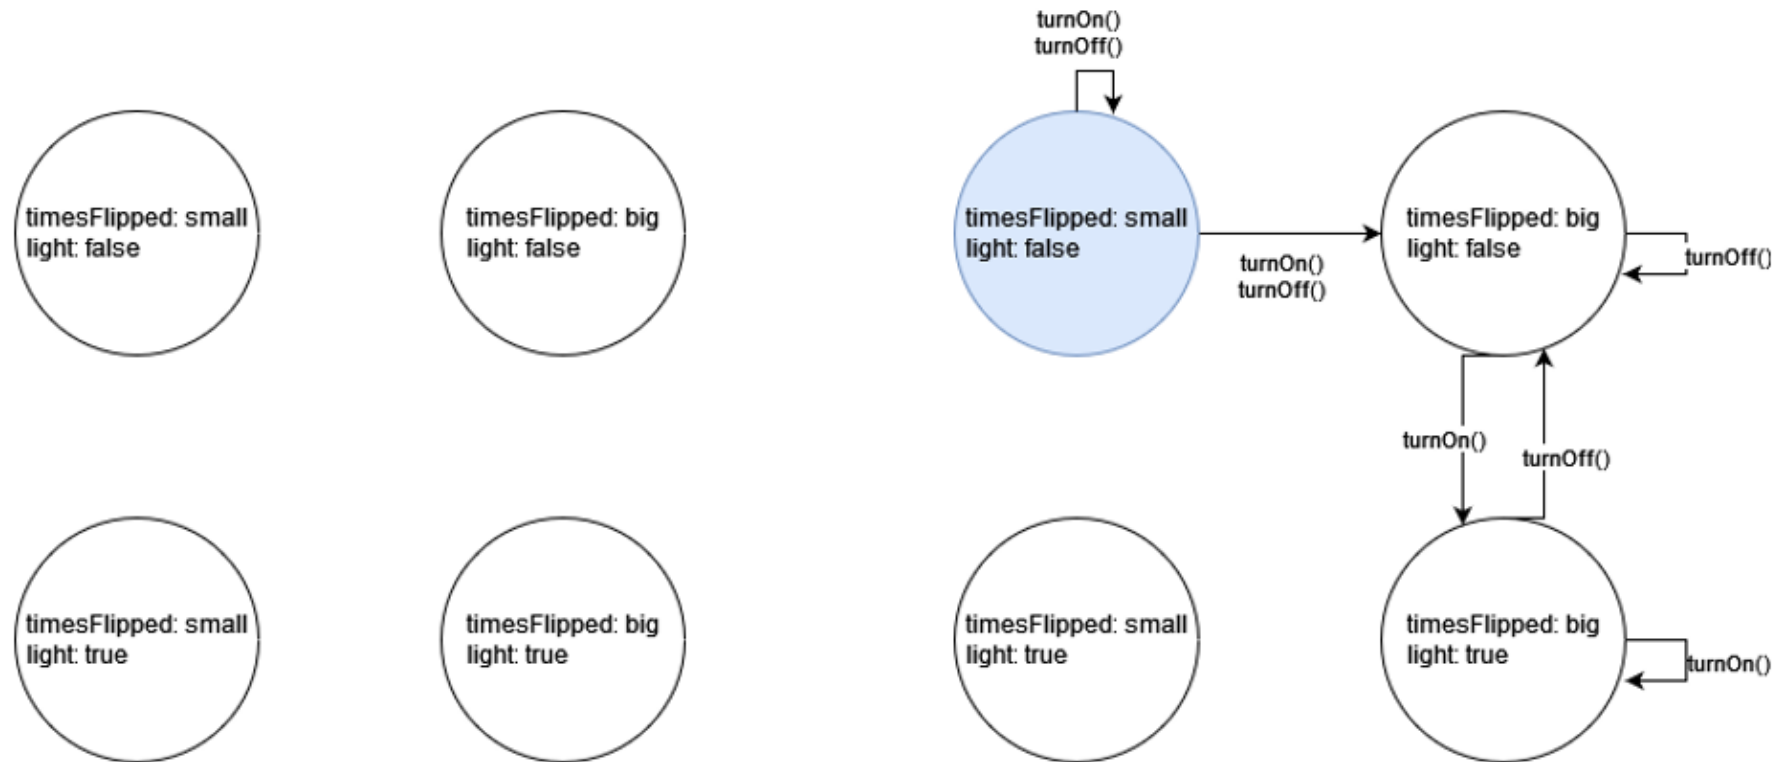 turnOn()
turnOff()
timesFlipped: small
light: false
timesFlipped: big
light: false
timesFlipped: small
light: false
timesFlipped: big
light: false
turnOn()
turnOff()
turnOff()
turnOn()
turnOff()
timesFlipped: small
light: true
timesFlipped: big
light: true
timesFlipped: small
light: true
timesFlipped: big
light: true
turnOn()